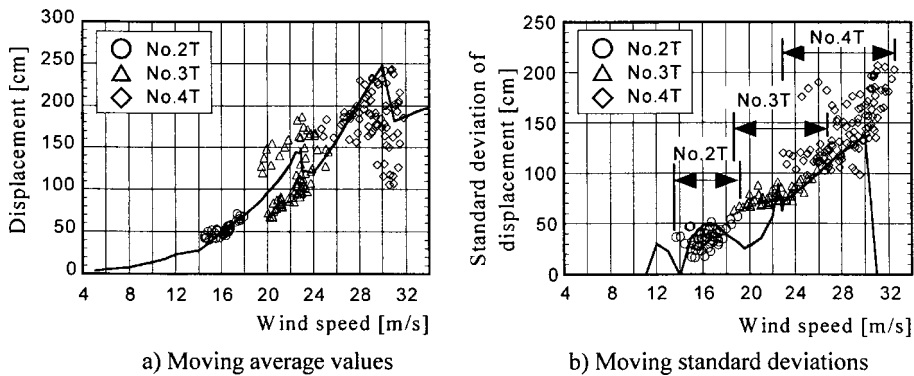 300
250
200
150
100
50
0
Displacement [cm]
No.2T
No.3T
No.4T
4 8 12 16 20 24 28 32
Wind speed [m/s]
a) Moving average values
250
200
150
100
50
0
Standard deviation of
displacement [cm]
No.2T
No.3T
No.4T
No.4T
No.3T
No.2T
4 8 12 16 20 24 28 32
Wind speed [m/s]
b) Moving standard deviations